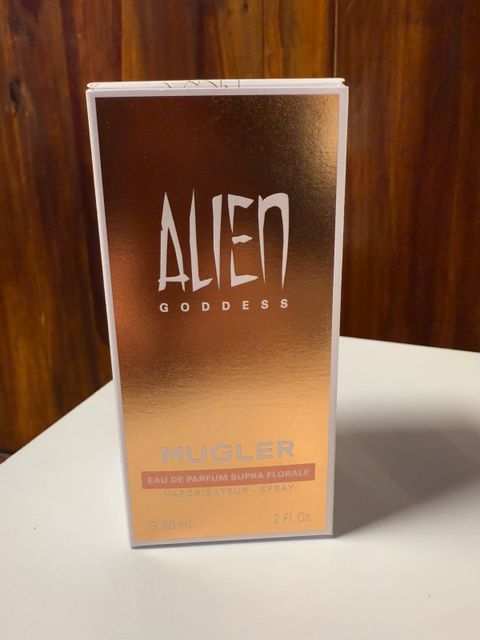 ALIEN
GODDESS
MUGLER
EAU DE PARFUM SUPRA FLORALE
VAPORISATEUR - SPRAY
℮ 60 mL 2 Fl. Oz.